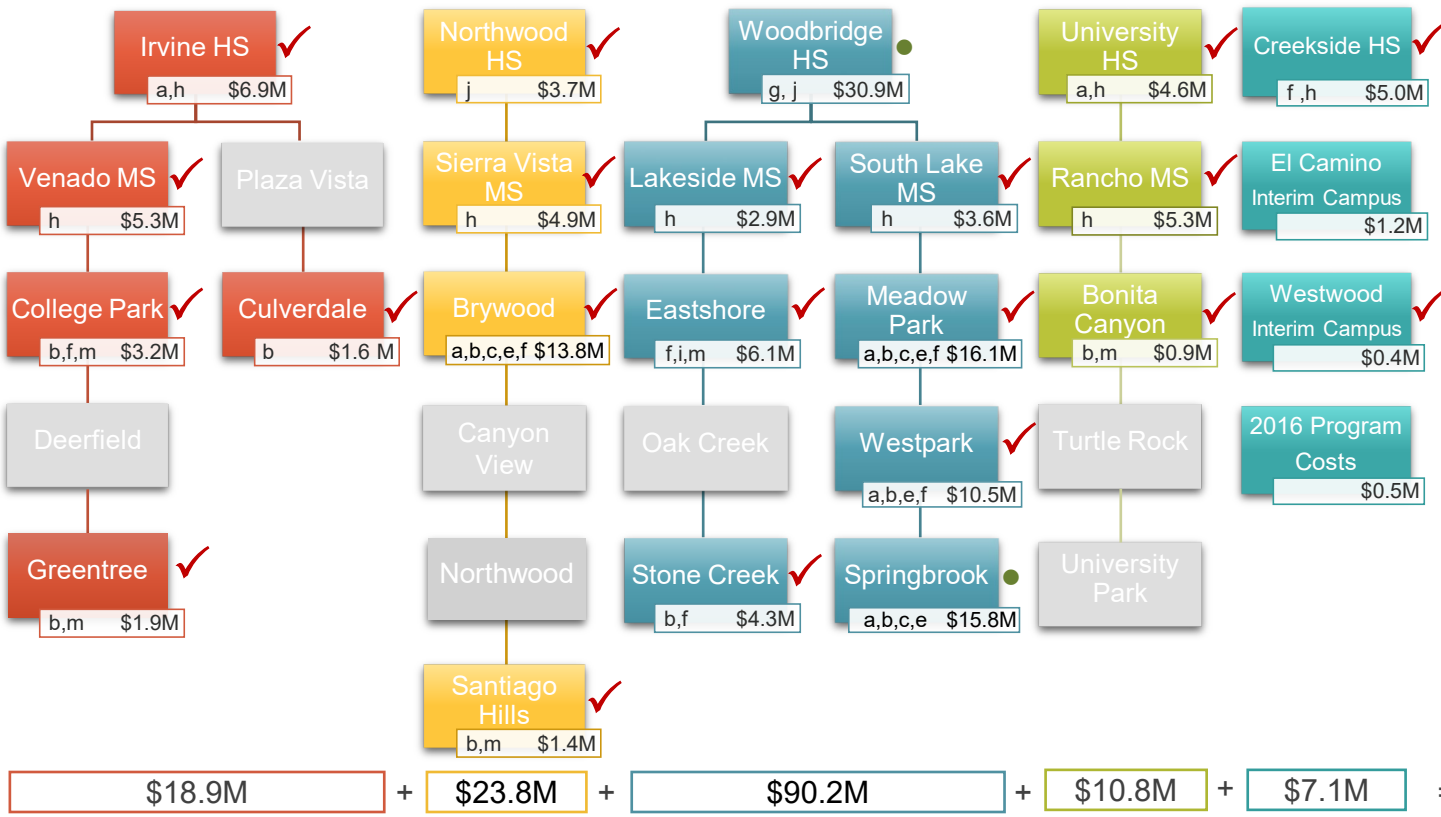 Irvine HS
a,h $6.9M
Northwood
HS
j $3.7M
Woodbridge
HS
g, j $30.9M
University
HS
a,h $4.6M
Creekside HS
f ,h $5.0M
Venado MS
h $5.3M
Plaza Vista
Sierra Vista
MS
h $4.9M
Lakeside MS
h $2.9M
South Lake
MS
h $3.6M
Rancho MS
h $5.3M
El Camino
Interim Campus
$1.2M
College Park
b,f,m $3.2M
Culverdale
b $1.6 M
Brywood
a,b,c,e,f $13.8M
Eastshore
f,i,m $6.1M
Meadow
Park
a,b,c,e,f $16.1M
Bonita
Canyon
b,m $0.9M
Westwood
Interim Campus
$0.4M
Deerfield
Canyon
View
Oak Creek
Westpark
a,b,e,f $10.5M
Turtle Rock
2016 Program
Costs
$0.5M
Greentree
b,m $1.9M
Northwood
Stone Creek
b,f $4.3M
Springbrook
a,b,c,e $15.8M
University
Park
Santiago
Hills
b,m $1.4M
$18.9M + $23.8M + $90.2M + $10.8M + $7.1M